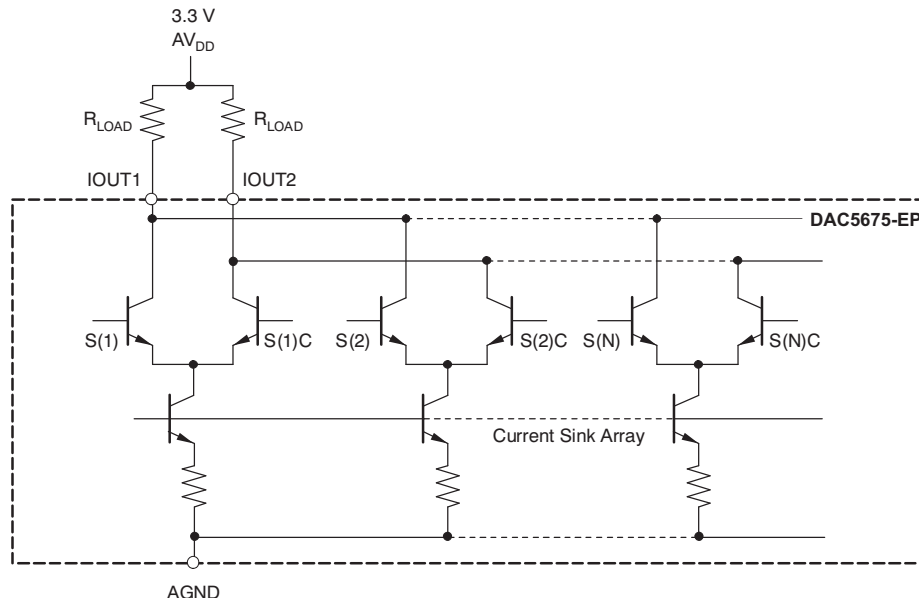 3.3 V
AV_DD
R_LOAD R_LOAD
IOUT1 IOUT2
DAC5675-EP
S(1) S(1)C S(2) S(2)C S(N) S(N)C
Current Sink Array
AGND